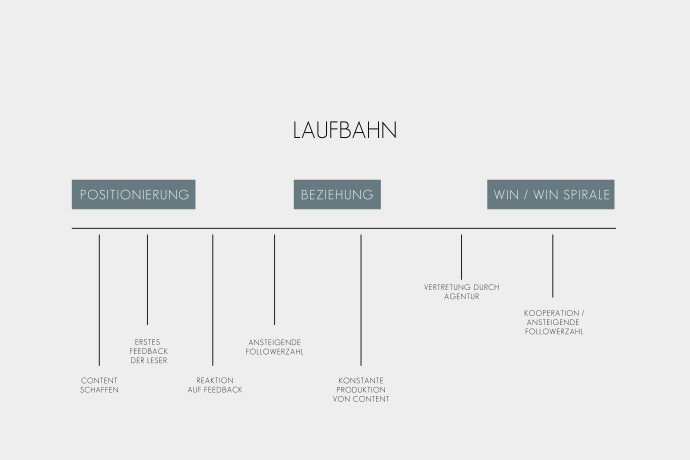 LAUFBAHN
POSITIONIERUNG
BEZIEHUNG
WIN / WIN SPIRALE
CONTENT
SCHAFFEN
ERSTES
FEEDBACK
DER LESER
REAKTION
AUF FEEDBACK
ANSTEIGENDE
FOLLOWERZAHL
KONSTANTE
PRODUKTION
VON CONTENT
VERTRETUNG DURCH
AGENTUR
KOOPERATION /
ANSTEIGENDE
FOLLOWERZAHL